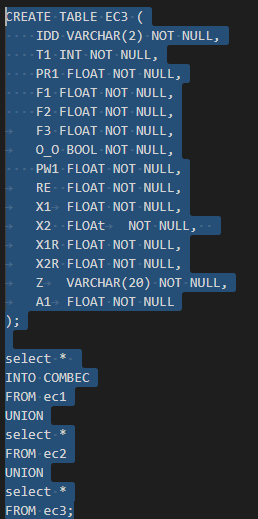 CREATE TABLE EC3 (
IDD VARCHAR(2) NOT NULL,
T1 INT NOT NULL,
PR1 FLOAT NOT NULL,
F1 FLOAT NOT NULL,
F2 FLOAT NOT NULL,
F3 FLOAT NOT NULL,
O_O BOOL NOT NULL,
PW1 FLOAT NOT NULL,
RE FLOAT NOT NULL,
X1 FLOAT NOT NULL,
X2 FLOAt NOT NULL,
X1R FLOAT NOT NULL,
X2R FLOAT NOT NULL,
Z VARCHAR(20) NOT NULL,
A1 FLOAT NOT NULL
);
select *
INTO COMBEC
FROM ec1
UNION
select *
FROM ec2
UNION
select *
FROM ec3;